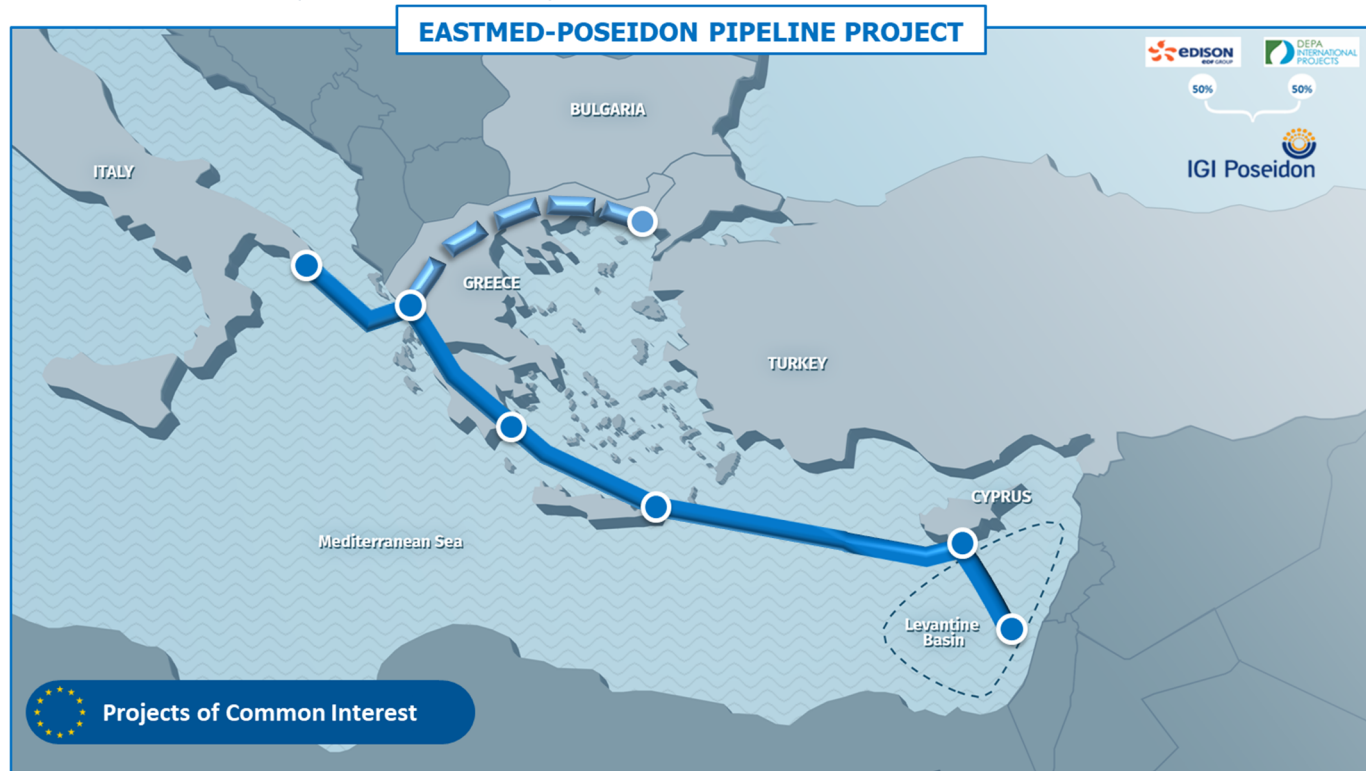 EASTMED-POSEIDON PIPELINE PROJECT
EDISON
EDF GROUP
DEPA
INTERNATIONAL
PROJECTS
50%
50%
IGI Poseidon
BULGARIA
ITALY
GREECE
TURKEY
CYPRUS
Mediterranean Sea
Levantine
Basin
Projects of Common Interest